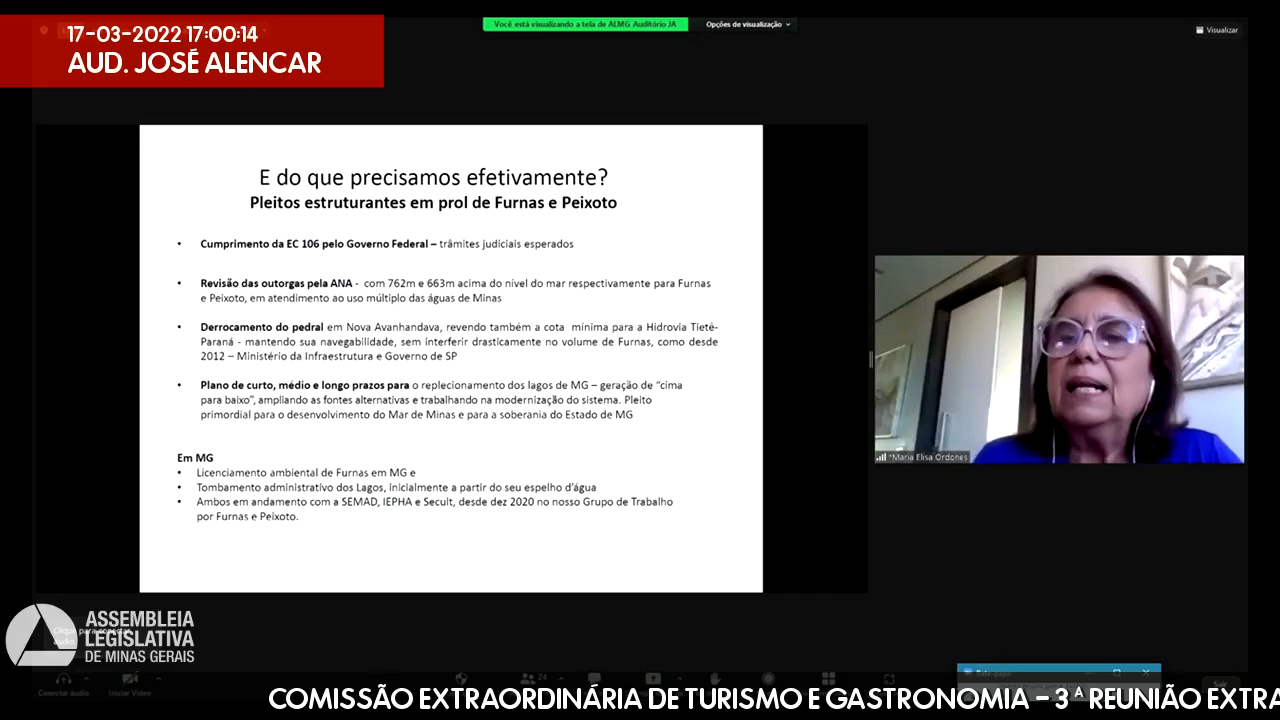 17-03-2022 17:00:14
AUD. JOSÉ ALENCAR
Você está visualizando a tela de ALMG Auditório JA
Opções de visualização
Visualizar
E do que precisamos efetivamente?
Pleitos estruturantes em prol de Furnas e Peixoto
• Cumprimento da EC 106 pelo Governo Federal – trâmites judiciais esperados
• Revisão das outorgas pela ANA - com 762m e 663m acima do nível do mar respectivamente para Furnas
e Peixoto, em atendimento ao uso múltiplo das águas de Minas
• Derrocamento do pedral em Nova Avanhandava, revendo também a cota mínima para a Hidrovia Tietê-
Paraná - mantendo sua navegabilidade, sem interferir drasticamente no volume de Furnas, como desde
2012 – Ministério da Infraestrutura e Governo de SP
• Plano de curto, médio e longo prazos para o replecionamento dos lagos de MG – geração de “cima
para baixo”, ampliando as fontes alternativas e trabalhando na modernização do sistema. Pleito
primordial para o desenvolvimento do Mar de Minas e para a soberania do Estado de MG
Em MG
• Licenciamento ambiental de Furnas em MG e
• Tombamento administrativo dos Lagos, inicialmente a partir do seu espelho d’água
• Ambos em andamento com a SEMAD, IEPHA e Secult, desde dez 2020 no nosso Grupo de Trabalho
por Furnas e Peixoto.
*Maria Elisa Ordones
ASSEMBLEIA
LEGISLATIVA
DE MINAS GERAIS
Clique para conectar
áudio
Conectar áudio
Iniciar Vídeo
24
Bate-papo
Sair
COMISSÃO EXTRAORDINÁRIA DE TURISMO E GASTRONOMIA – 3ª REUNIÃO EXTRA